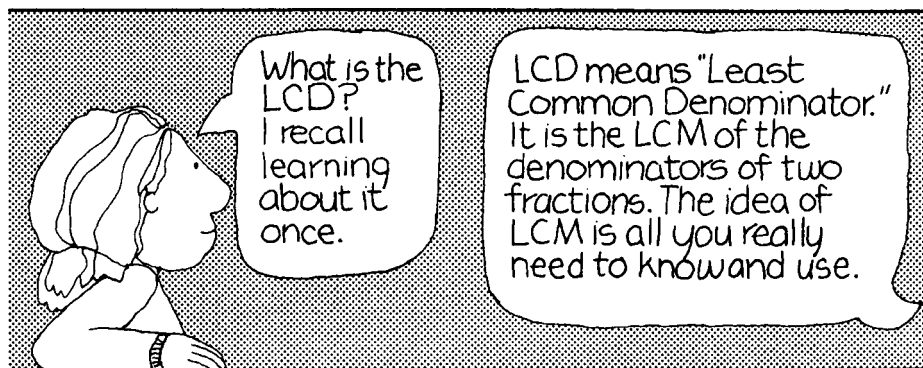 What is the
LCD?
I recall
learning
about it
once.
LCD means "Least
Common Denominator."
It is the LCM of the
denominators of two
fractions. The idea of
LCM is all you really
need to know and use.